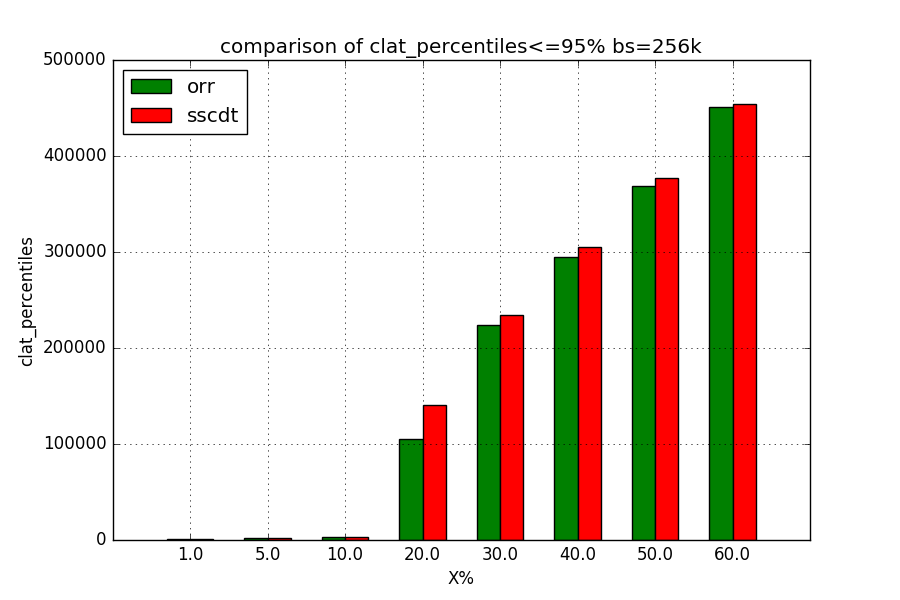 comparison of clat_percentiles<=95% bs=256k
500000
400000
300000
200000
100000
0
clat_percentiles
orr
sscdt
1.0 5.0 10.0 20.0 30.0 40.0 50.0 60.0
X%